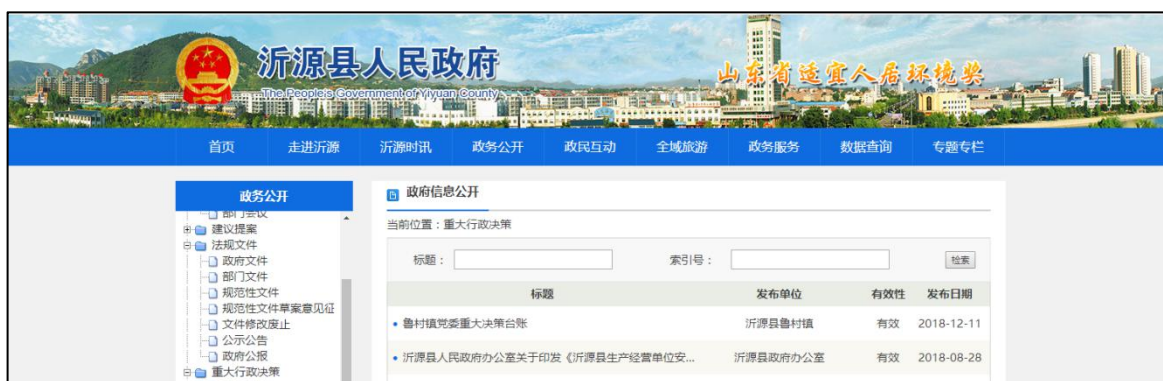 沂源县人民政府
The People's Government of Yiyuan County
山东省适宜人居环境奖
首页 走进沂源 沂源时讯 政务公开 政民互动 全域旅游 政务服务 数据查询 专题专栏
政务公开
部门会议
建议提案
法规文件
政府文件
部门文件
规范性文件
规范性文件草案意见征
文件修改废止
公示公告
政府公报
重大行政决策
政府信息公开
当前位置：重大行政决策
标题： 索引号： 检索
标题 发布单位 有效性 发布日期
鲁村镇党委重大决策台账 沂源县鲁村镇 有效 2018-12-11
沂源县人民政府办公室关于印发《沂源县生产经营单位安... 沂源县政府办公室 有效 2018-08-28